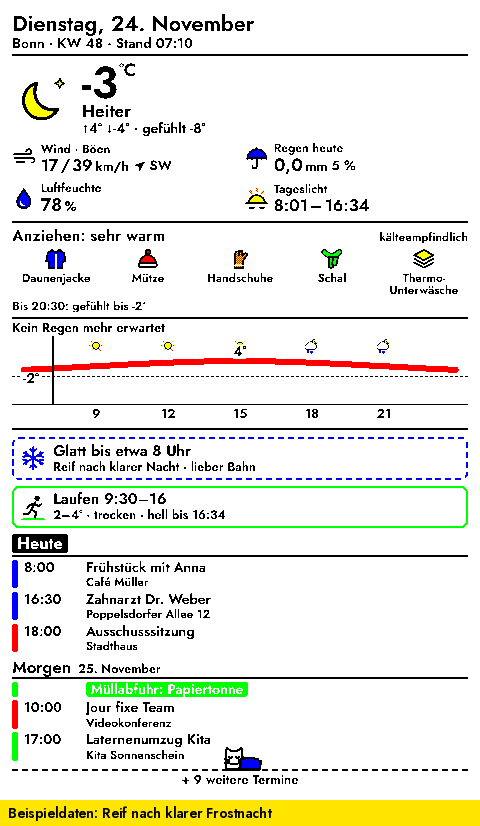 Dienstag, 24. November
Bonn · KW 48 · Stand 07:10
-3°C
Heiter
↑4° ↓-4° · gefühlt -8°
Wind · Böen
17/39 km/h SW
Regen heute
0,0 mm 5 %
Luftfeuchte
78 %
Tageslicht
8:01 – 16:34
Anziehen: sehr warm
kälteempfindlich
Daunenjacke
Mütze
Handschuhe
Schal
Thermo-
Unterwäsche
Bis 20:30: gefühlt bis -2°
Kein Regen mehr erwartet
4°
-2°
9 12 15 18 21
Glatt bis etwa 8 Uhr
Reif nach klarer Nacht · lieber Bahn
Laufen 9:30–16
2–4° · trocken · hell bis 16:34
Heute
8:00 Frühstück mit Anna
Café Müller
16:30 Zahnarzt Dr. Weber
Poppelsdorfer Allee 12
18:00 Ausschusssitzung
Stadthaus
Morgen 25. November
Müllabfuhr: Papiertonne
10:00 Jour fixe Team
Videokonferenz
17:00 Laternenumzug Kita
Kita Sonnenschein
+ 9 weitere Termine
Beispieldaten: Reif nach klarer Frostnacht